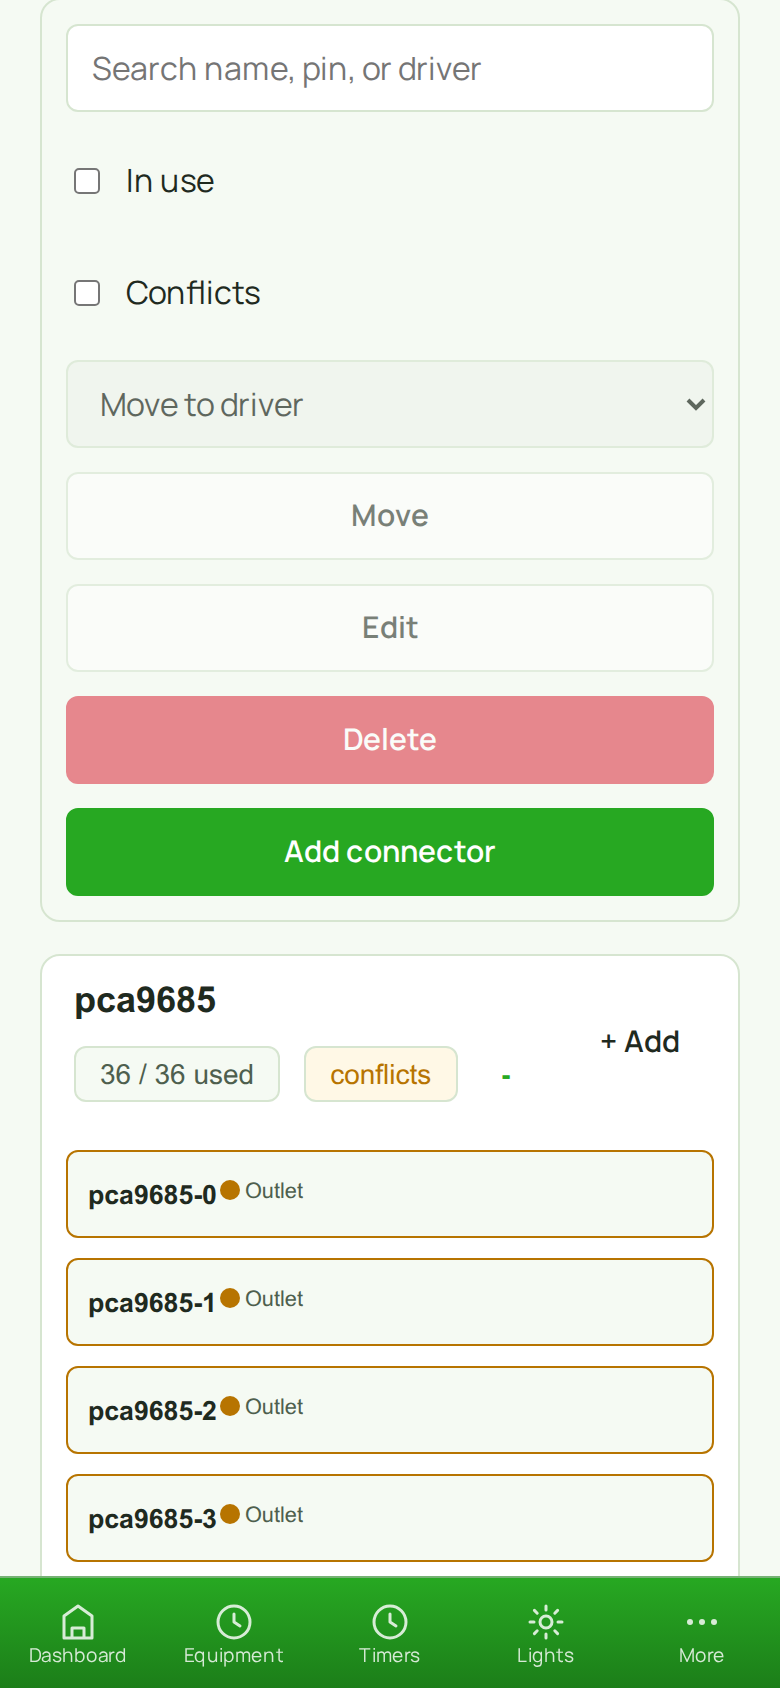 Search name, pin, or driver
In use
Conflicts
Move to driver
Move
Edit
Delete
Add connector
pca9685
+ Add
36 / 36 used conflicts -
pca9685-0 Outlet
pca9685-1 Outlet
pca9685-2 Outlet
pca9685-3 Outlet
Dashboard Equipment Timers Lights More